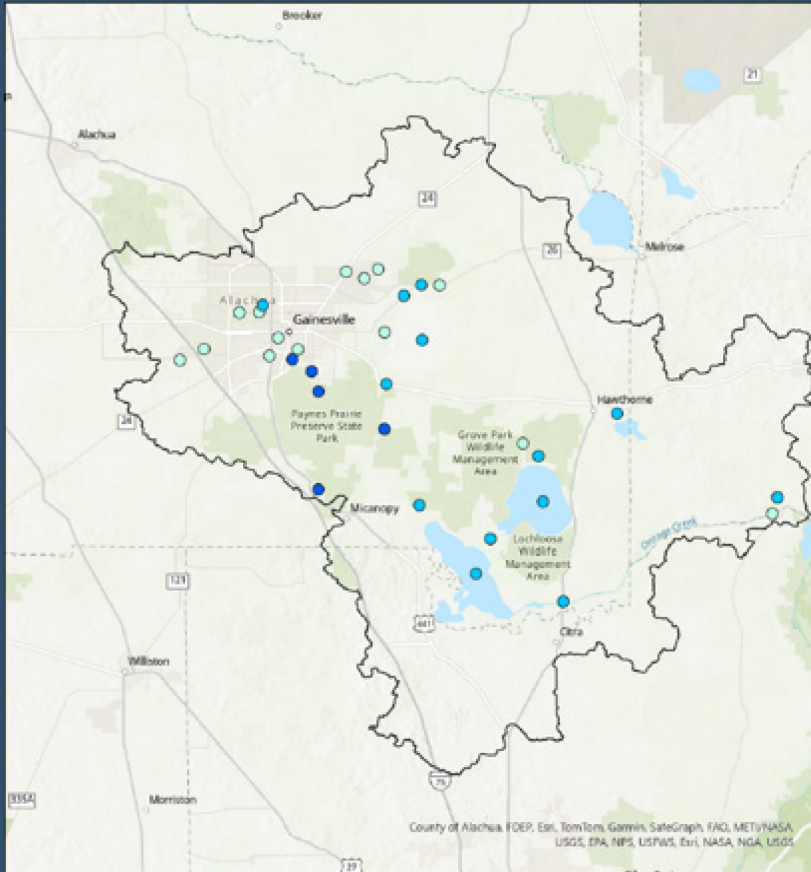 Brooker
21
Alachua
24
26
Melrose
Alachua
Gainesville
Hawthorne
24
Paynes Prairie
Preserve State
Park
Grove Park
Wildlife
Management
Area
Micanopy
Orange Creek
Lochloosa
Wildlife
Management
Area
121
441
Citra
Williston
75
335A
Morriston
County of Alachua, FDEP, Esri, TomTom, Garmin, SafeGraph, FAO, METI/NASA,
USGS, EPA, NPS, USFWS, Esri, NASA, NGA, USGS